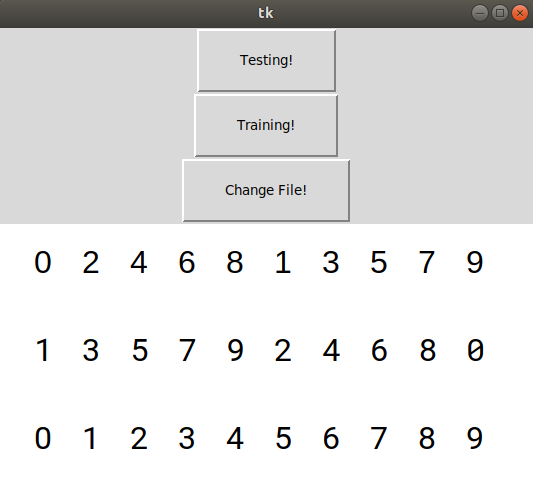 tk
Testing!
Training!
Change File!
0 2 4 6 8 1 3 5 7 9
1 3 5 7 9 2 4 6 8 0
0 1 2 3 4 5 6 7 8 9